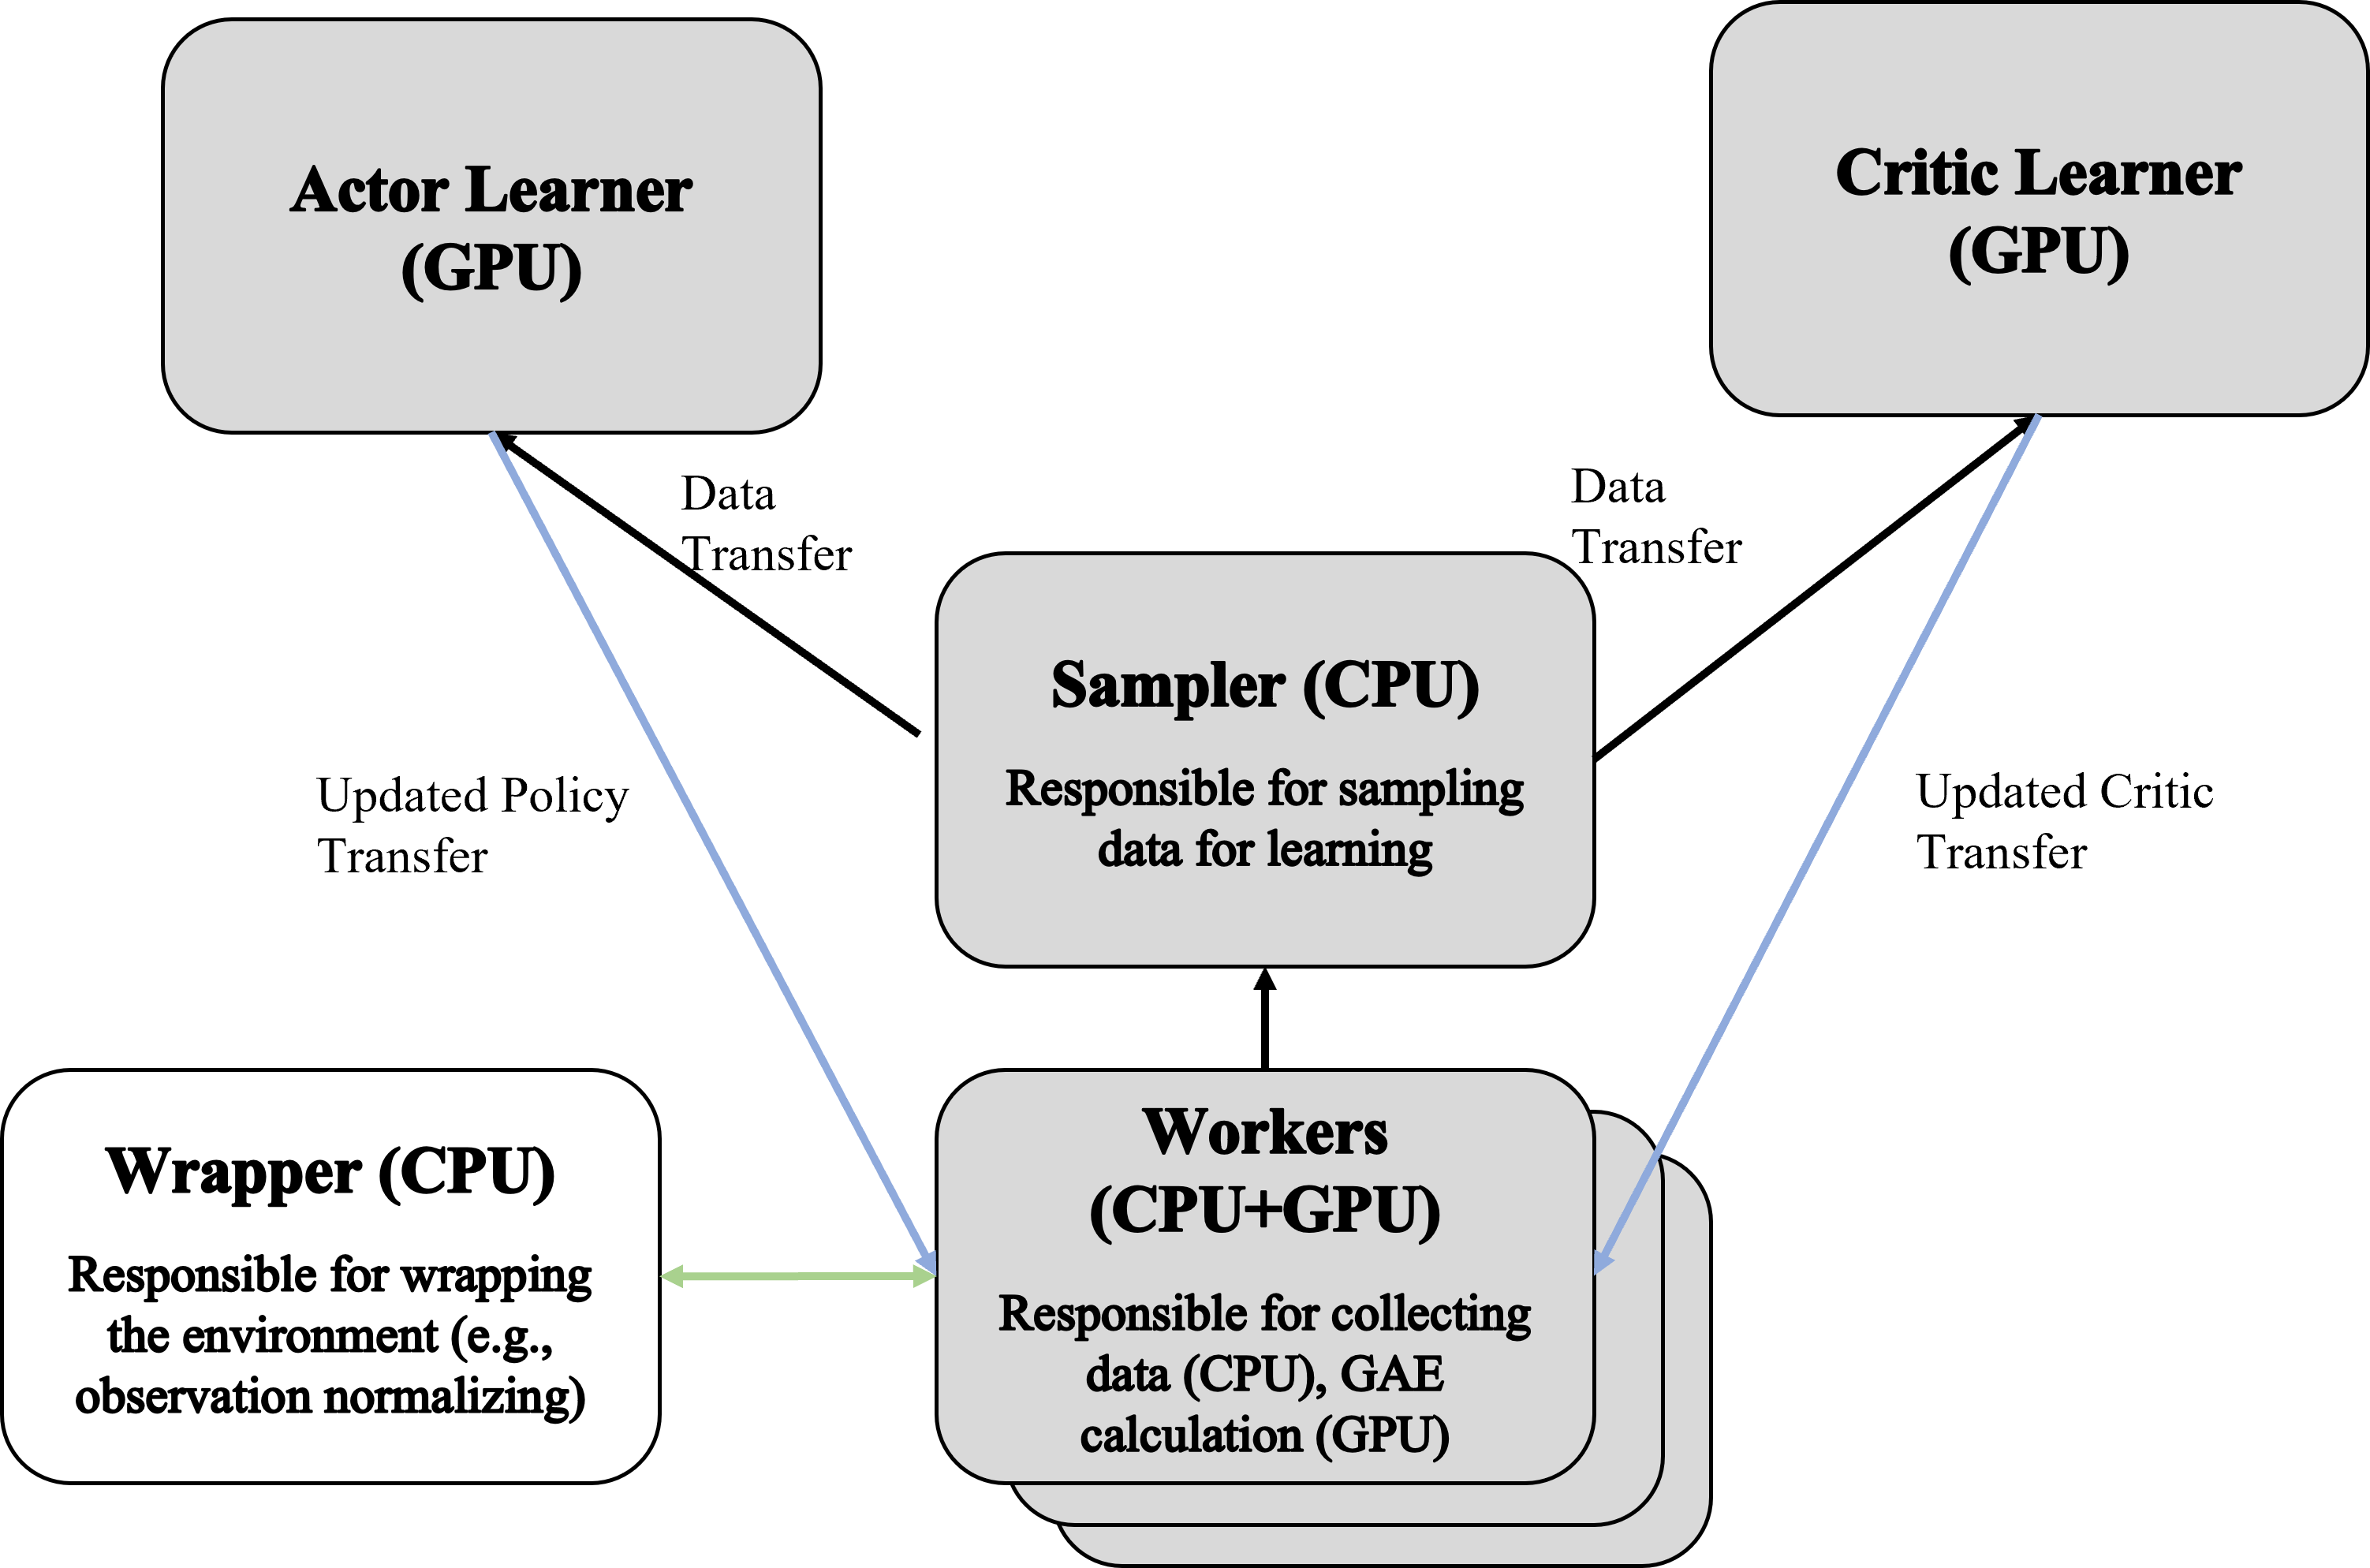 Actor Learner
(GPU)
Critic Learner
(GPU)
Data
Transfer
Data
Transfer
Sampler (CPU)
Responsible for sampling
data for learning
Updated Policy
Transfer
Updated Critic
Transfer
Wrapper (CPU)
Responsible for wrapping
the environment (e.g.,
observation normalizing)
Workers
(CPU+GPU)
Responsible for collecting
data (CPU), GAE
calculation (GPU)